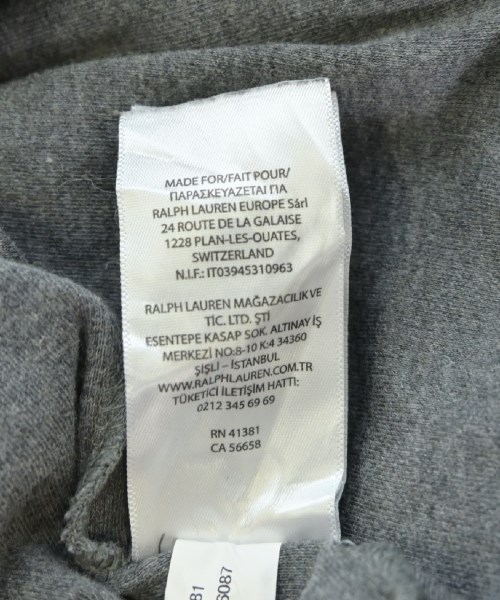 MADE FOR/FAIT POUR/
ΠΑΡΑΣΚΕΥΑΖΕΤΑΙ ΓΙΑ
RALPH LAUREN EUROPE Sàrl
24 ROUTE DE LA GALAISE
1228 PLAN-LES-OUATES,
SWITZERLAND
N.I.F.: IT03945310963
RALPH LAUREN MAĞAZACILIK VE
TİC. LTD. ŞTİ
ESENTEPE KASAP SOK. ALTINAY İŞ
MERKEZİ NO:8-10 K:4 34360
ŞİŞLİ – İSTANBUL
WWW.RALPHLAUREN.COM.TR
TÜKETİCİ İLETİŞİM HATTI:
0212 345 69 69
RN 41381
CA 56658
81
6087